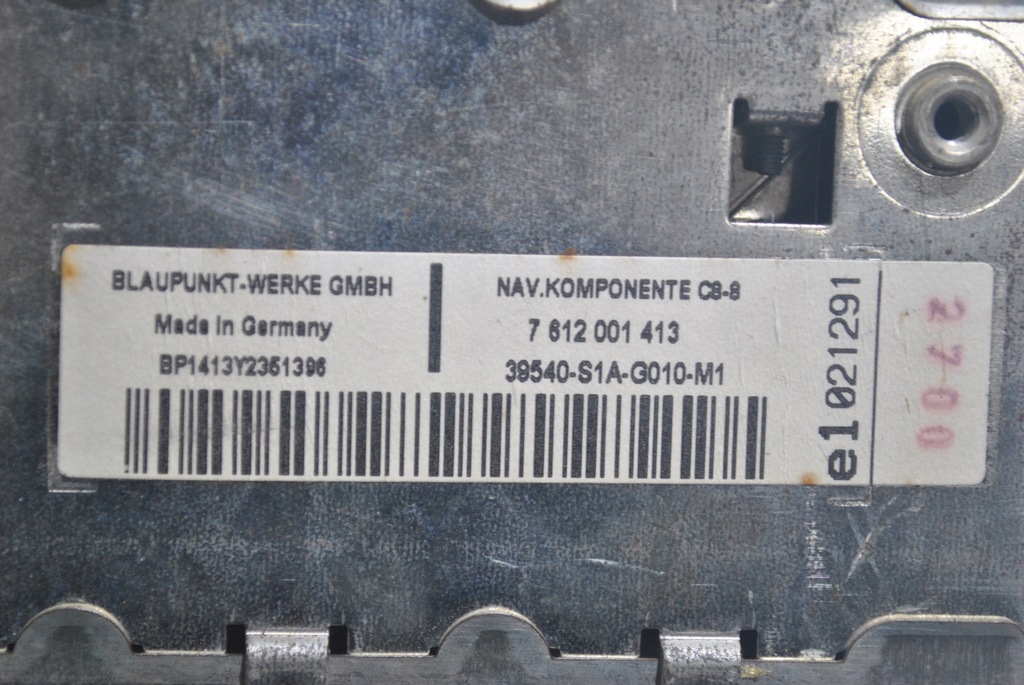 BLAUPUNKT-WERKE GMBH
Made In Germany
BP1413Y2351396
NAV.KOMPONENTE C8-8
7 612 001 413
39540-S1A-G010-M1
e1 021291
2700